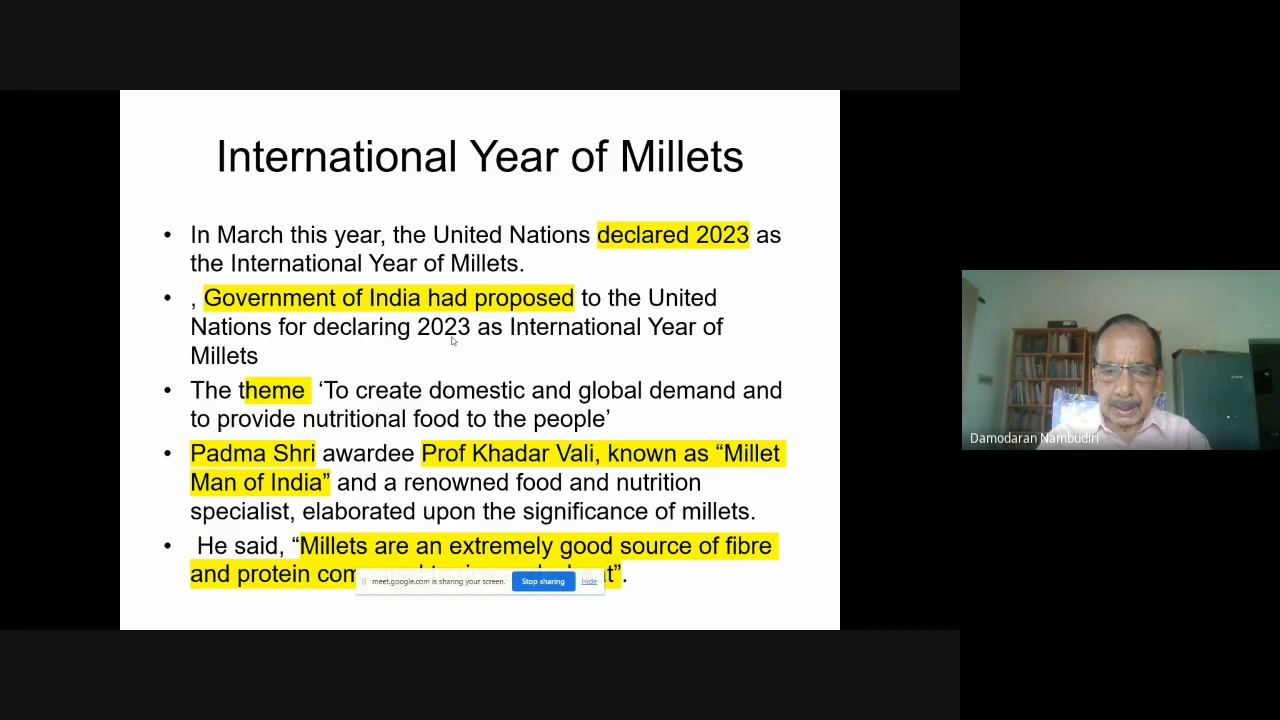 International Year of Millets
• In March this year, the United Nations declared 2023 as
the International Year of Millets.
• , Government of India had proposed to the United
Nations for declaring 2023 as International Year of
Millets
• The theme ‘To create domestic and global demand and
to provide nutritional food to the people’
• Padma Shri awardee Prof Khadar Vali, known as “Millet
Man of India” and a renowned food and nutrition
specialist, elaborated upon the significance of millets.
• He said, “Millets are an extremely good source of fibre
and protein
meet.google.com is sharing your screen. Stop sharing Hide
Damodaran Nambudiri